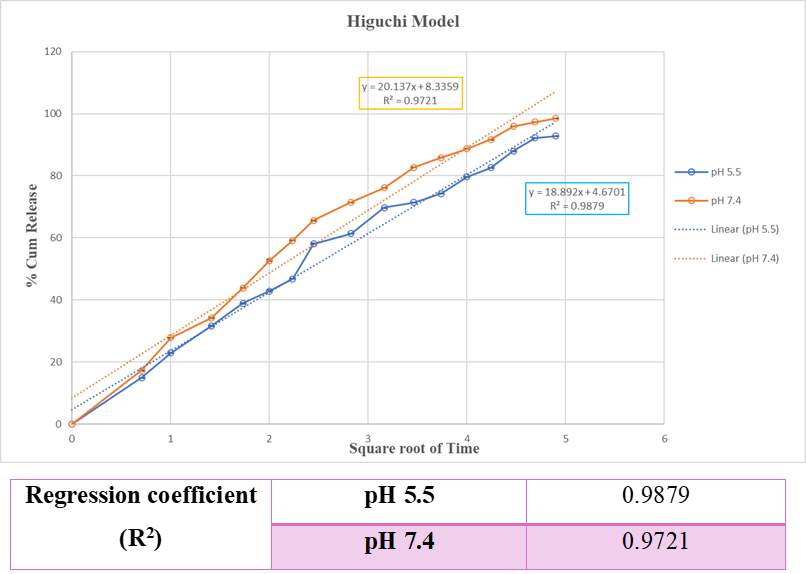 Higuchi Model
120
100
80
60
40
20
0
% Cum Release
y = 20.137x + 8.3359
R² = 0.9721
y = 18.892x + 4.6701
R² = 0.9879
pH 5.5
pH 7.4
Linear (pH 5.5)
Linear (pH 7.4)
0 1 2 3 4 5 6
Square root of Time
Regression coefficient
(R²)
pH 5.5 0.9879
pH 7.4 0.9721